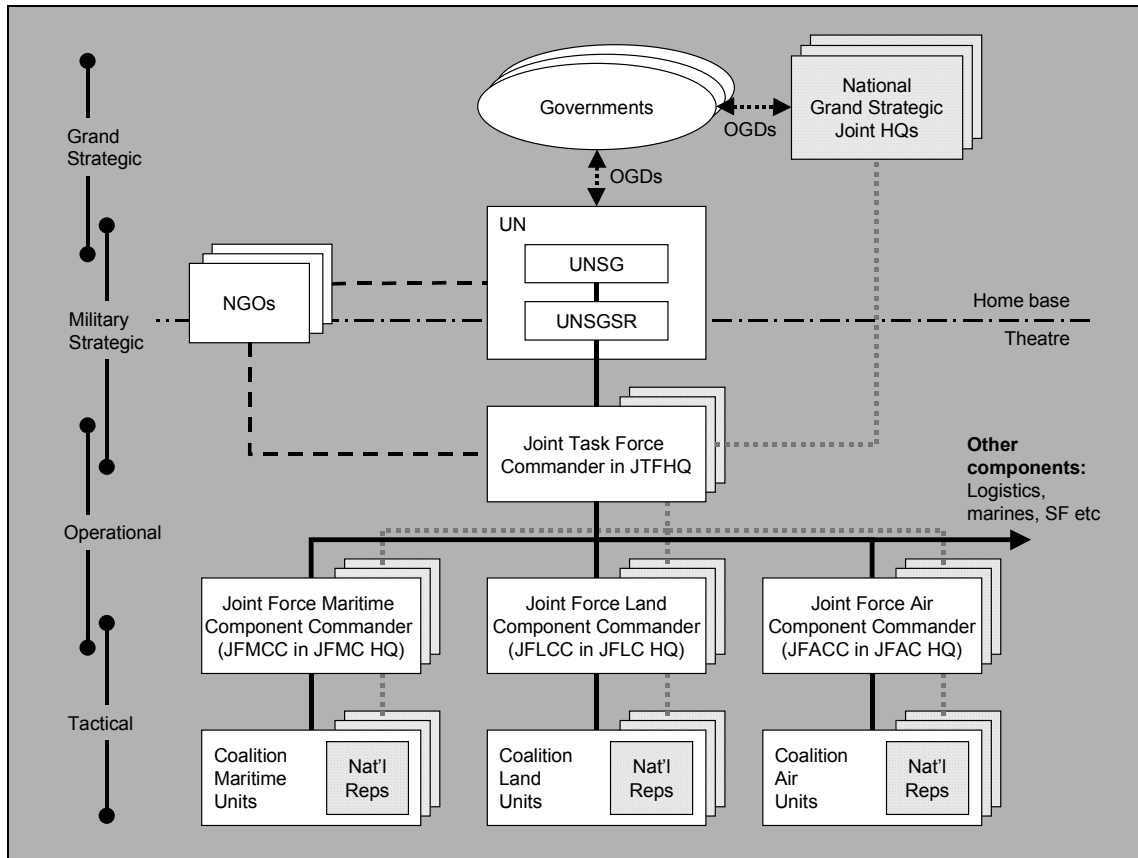 National
Grand Strategic
Joint HQs
Governments
OGDs
OGDs
Grand
Strategic
UN
UNSG
UNSGSR
NGOs
Home base
Theatre
Military
Strategic
Joint Task Force
Commander in JTFHQ
Other
components:
Logistics,
marines, SF etc
Operational
Joint Force Maritime
Component Commander
(JFMCC in JFMC HQ)
Joint Force Land
Component Commander
(JFLCC in JFLC HQ)
Joint Force Air
Component Commander
(JFACC in JFAC HQ)
Tactical
Coalition
Maritime
Units
Nat'l
Reps
Coalition
Land
Units
Nat'l
Reps
Coalition
Air
Units
Nat'l
Reps